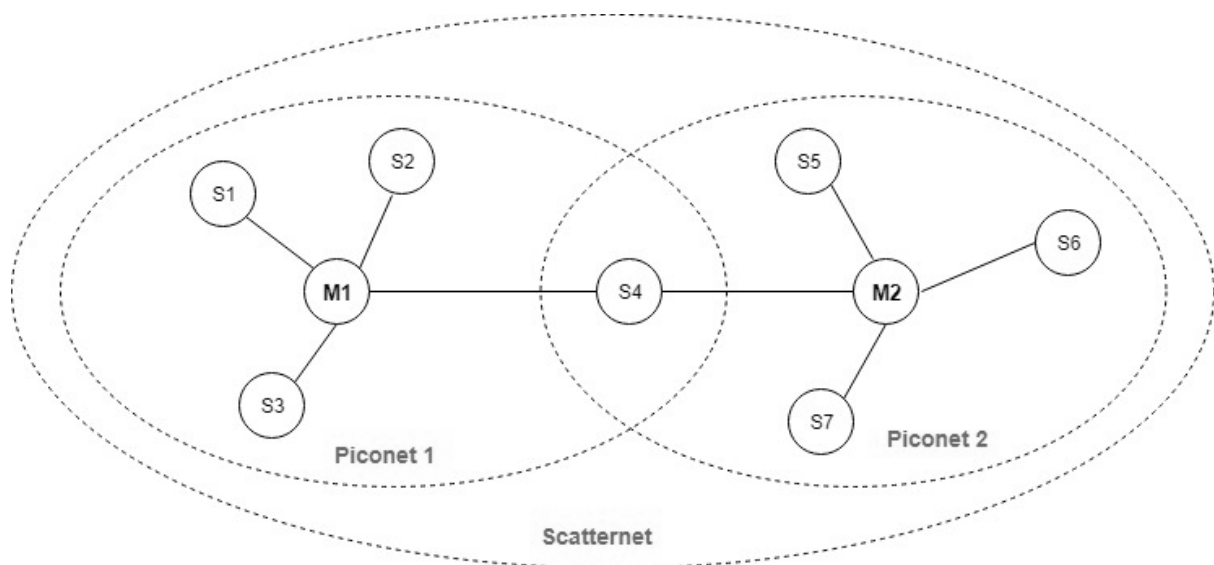 S2
S5
S1
S6
M1
S4
M2
S3
S7
Piconet 1
Piconet 2
Scatternet